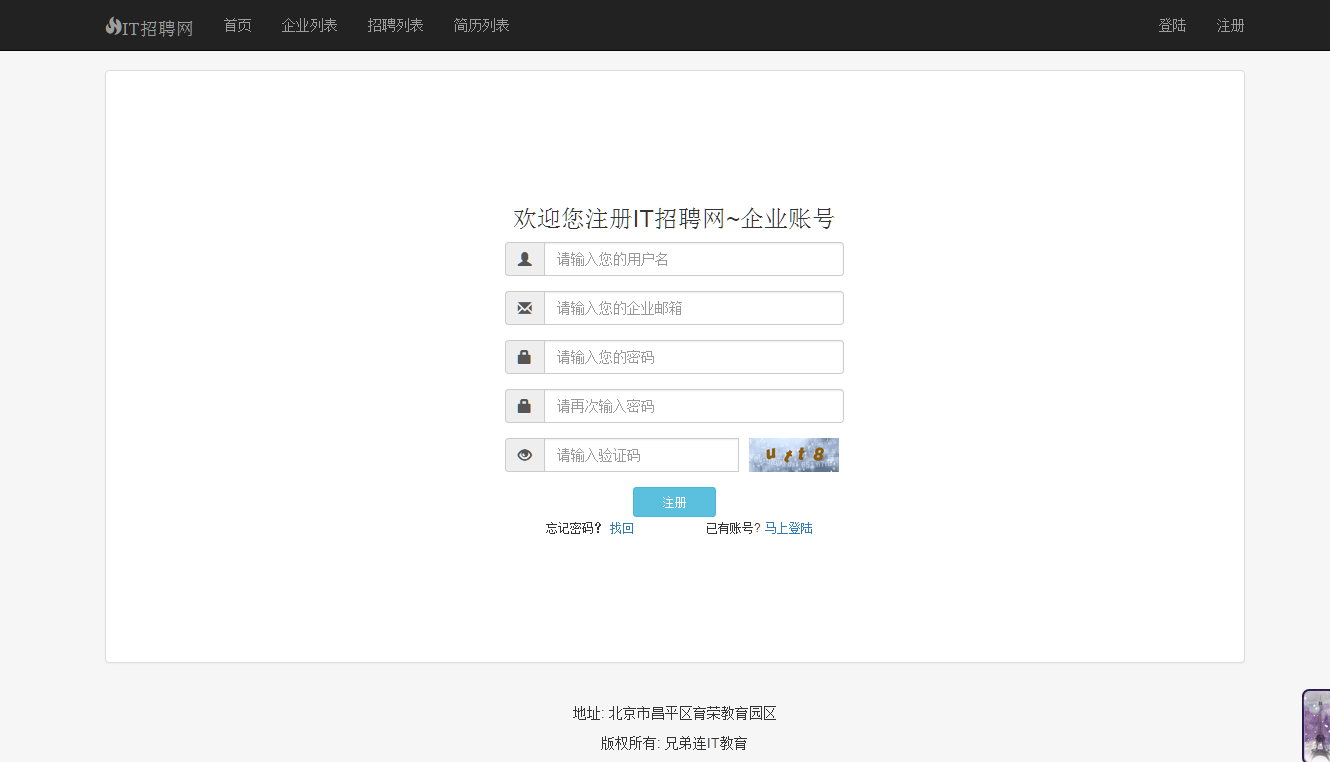 IT招聘网 首页 企业列表 招聘列表 简历列表 登陆 注册
欢迎您注册IT招聘网~企业账号
请输入您的用户名
请输入您的企业邮箱
请输入您的密码
请再次输入密码
请输入验证码 utt8
注册
忘记密码？ 找回 已有账号? 马上登陆
地址: 北京市昌平区育荣教育园区
版权所有: 兄弟连IT教育